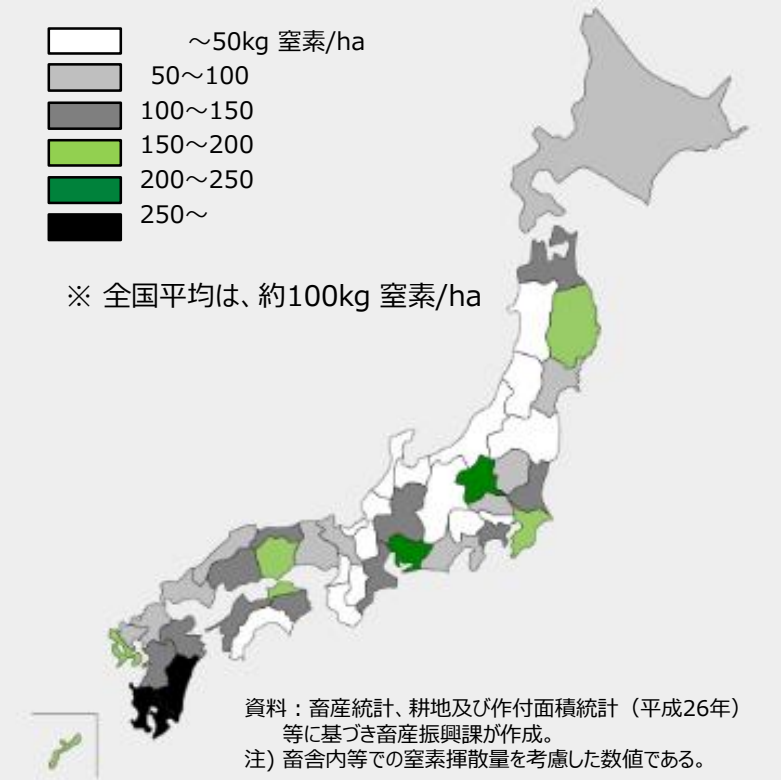 ～50kg 窒素/ha
50～100
100～150
150～200
200～250
250～
※ 全国平均は、約100kg 窒素/ha
資料：畜産統計、耕地及び作付面積統計（平成26年）
等に基づき畜産振興課が作成。
注) 畜舎内等での窒素揮散量を考慮した数値である。